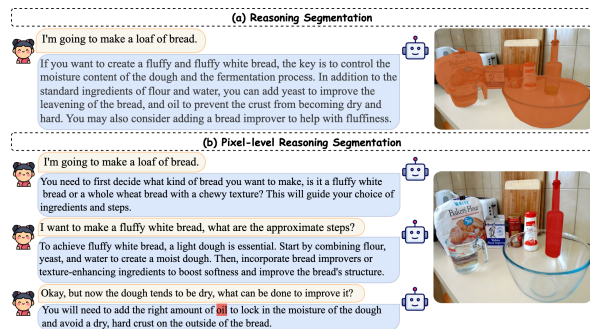 (a) Reasoning Segmentation
I'm going to make a loaf of bread.
If you want to create a fluffy and fluffy white bread, the key is to control the
moisture content of the dough and the fermentation process. In addition to the
standard ingredients of flour and water, you can add yeast to improve the
leavening of the bread, and oil to prevent the crust from becoming dry and
hard. You may also consider adding a bread improver to help with fluffiness.
(b) Pixel-level Reasoning Segmentation
I'm going to make a loaf of bread.
You need to first decide what kind of bread you want to make, is it a fluffy white
bread or a whole wheat bread with a chewy texture? This will guide your choice of
ingredients and steps.
I want to make a fluffy white bread, what are the approximate steps?
To achieve fluffy white bread, a light dough is essential. Start by combining flour,
yeast, and water to create a moist dough. Then, incorporate bread improvers or
texture-enhancing ingredients to boost softness and improve the bread's structure.
Okay, but now the dough tends to be dry, what can be done to improve it?
You will need to add the right amount of oil to lock in the moisture of the dough
and avoid a dry, hard crust on the outside of the bread.
Bakers Flour